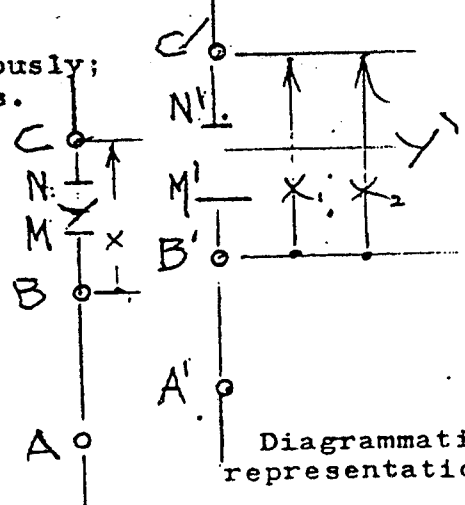 ously;
s.
C'
C
N'
N
Y'
M'
Y
M
X
X₁
X₂
B'
B
A'
A
Diagrammati
representatio